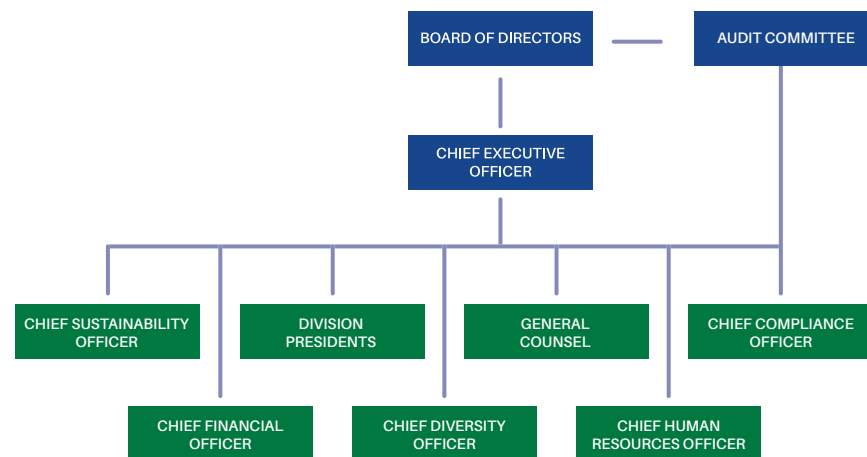 BOARD OF DIRECTORS
AUDIT COMMITTEE
CHIEF EXECUTIVE
OFFICER
CHIEF SUSTAINABILITY
OFFICER
DIVISION
PRESIDENTS
GENERAL
COUNSEL
CHIEF COMPLIANCE
OFFICER
CHIEF FINANCIAL
OFFICER
CHIEF DIVERSITY
OFFICER
CHIEF HUMAN
RESOURCES OFFICER